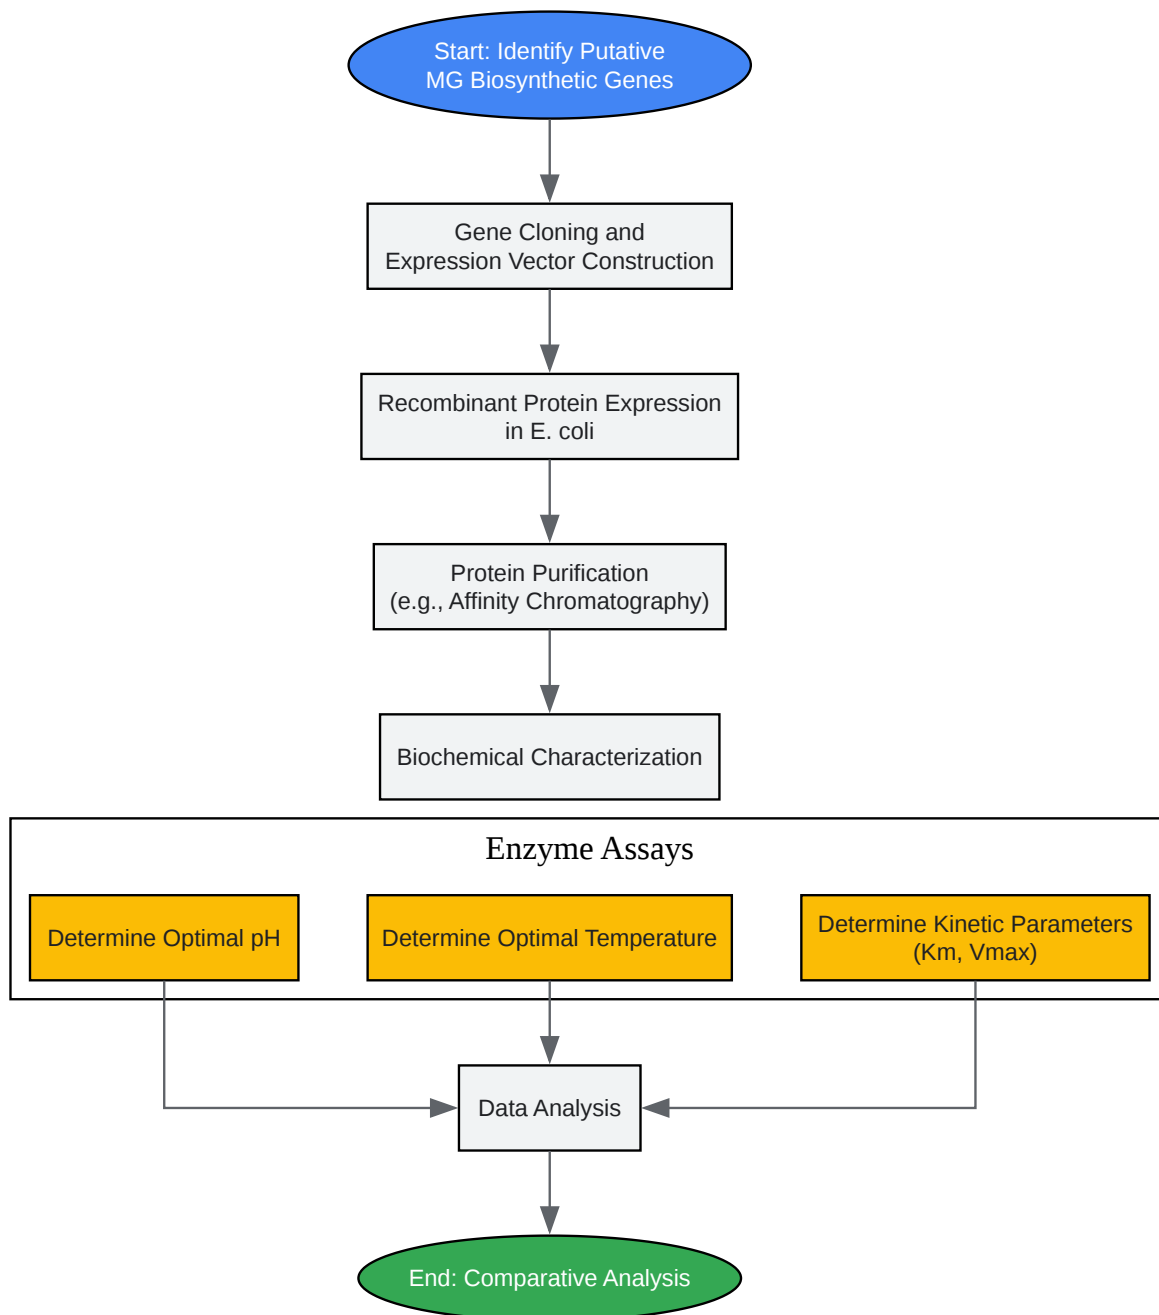 Start: Identify Putative
MG Biosynthetic Genes
Gene Cloning and
Expression Vector Construction
Recombinant Protein Expression
in E. coli
Protein Purification
(e.g., Affinity Chromatography)
Biochemical Characterization
Enzyme Assays
Determine Optimal pH
Determine Optimal Temperature
Determine Kinetic Parameters
(Km, Vmax)
Data Analysis
End: Comparative Analysis